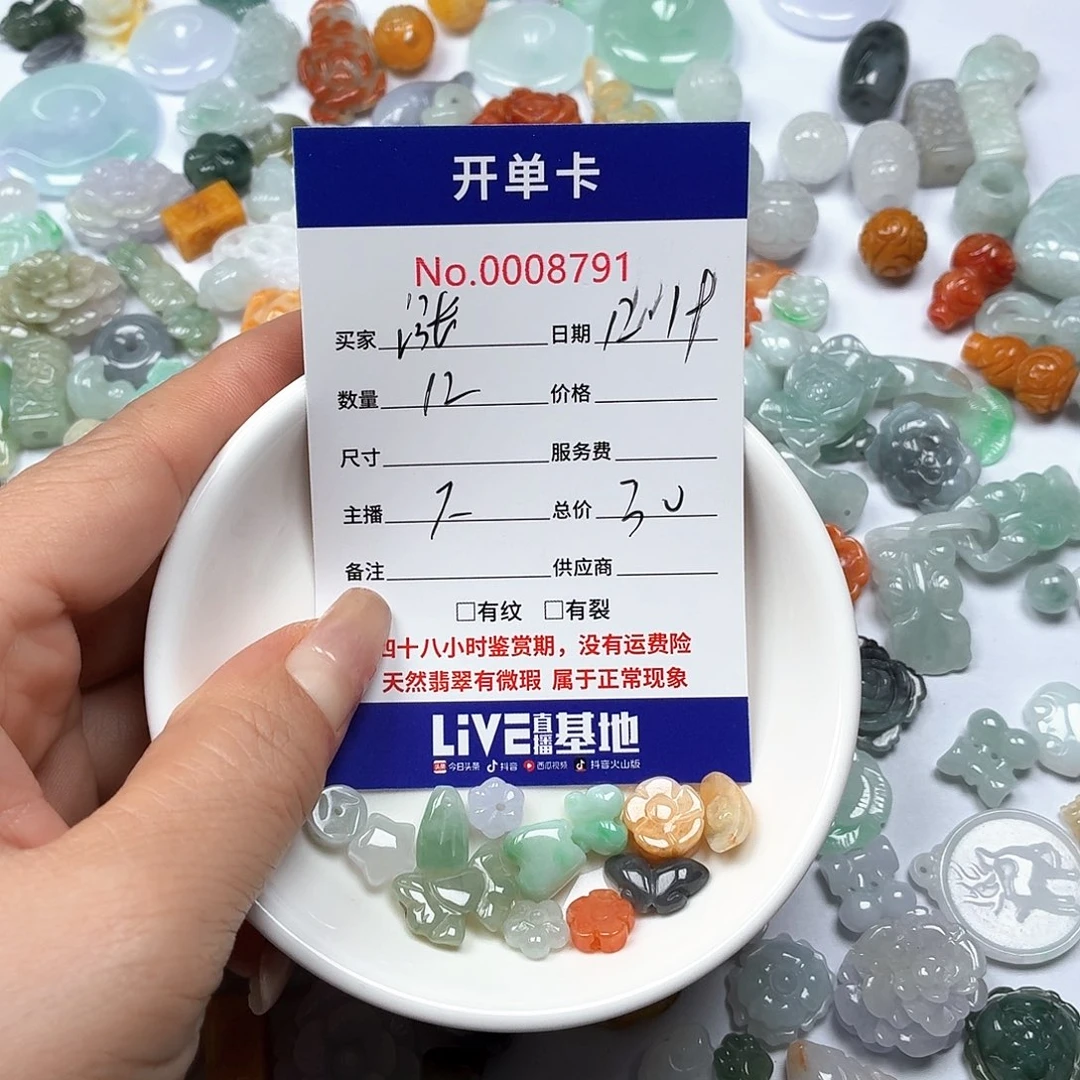 开单卡
No.0008791
买家 日期
数量 12 价格
尺寸 服务费
主播 总价 30
备注 供应商
□有纹 □有裂
四十八小时鉴赏期，没有运费险
天然翡翠有微瑕 属于正常现象
LiVE直播基地
今日头条 抖音 西瓜视频 抖音火山版